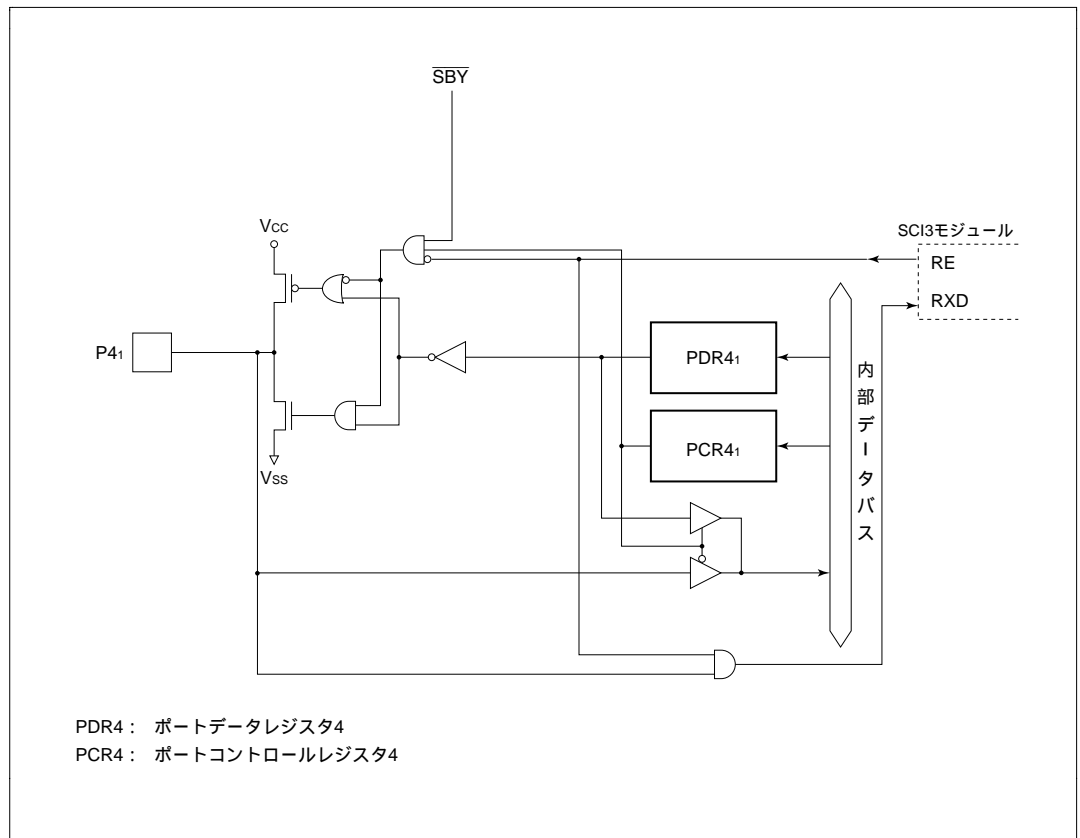 SBY
VCC
SCI3モジュール
RE
RXD
P41
PDR41
PCR41
内部データバス
VSS
PDR4： ポートデータレジスタ4
PCR4： ポートコントロールレジスタ4